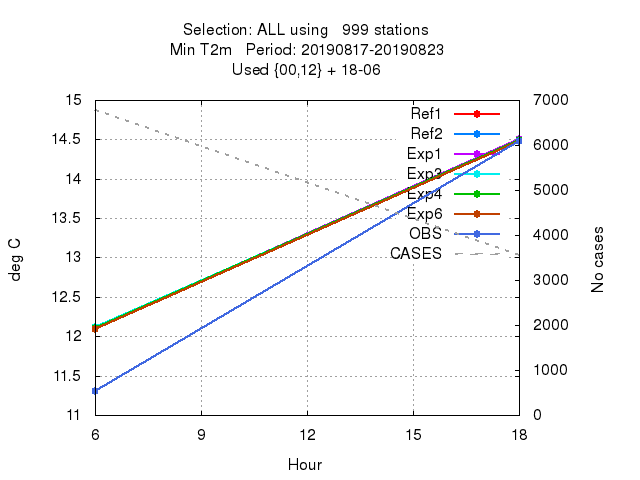 Selection: ALL using   999 stations
Min T2m   Period: 20190817-20190823
Used {00,12} + 18-06
15
14.5
14
13.5
13
12.5
12
11.5
11
7000
6000
5000
4000
3000
2000
1000
0
Ref1
Ref2
Exp1
Exp3
Exp4
Exp6
OBS
CASES
deg C
No cases
6
9
12
15
18
Hour